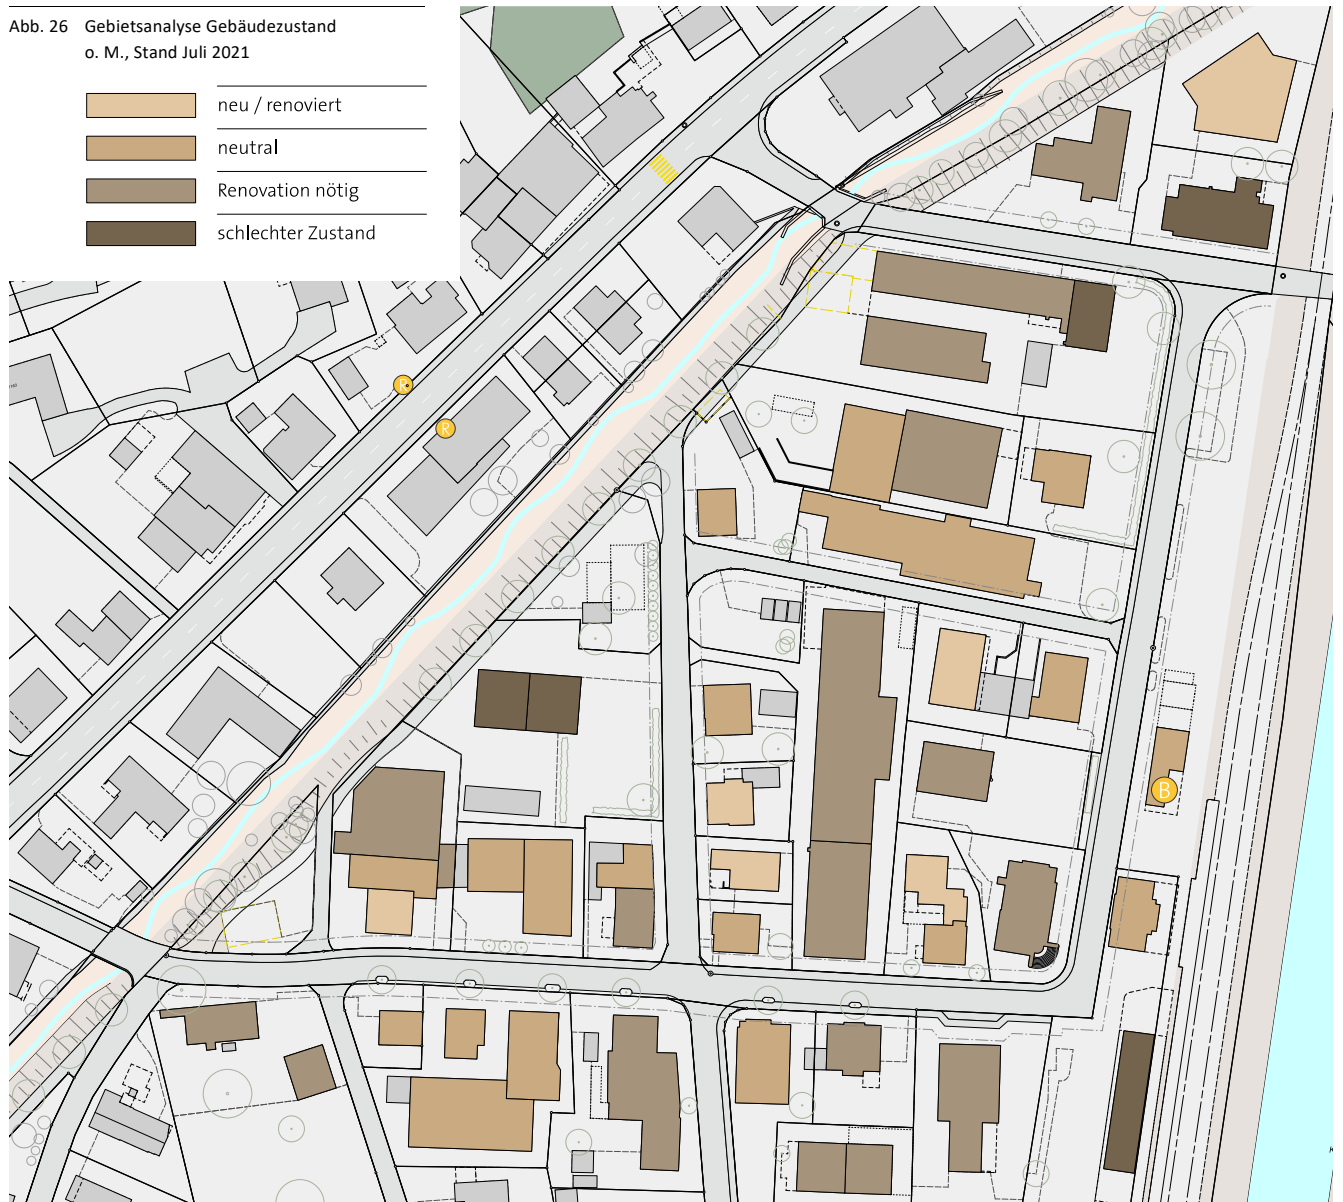 Abb. 26 Gebietsanalyse Gebäudezustand
o. M., Stand Juli 2021
neu / renoviert
neutral
Renovation nötig
schlechter Zustand
R
R
B